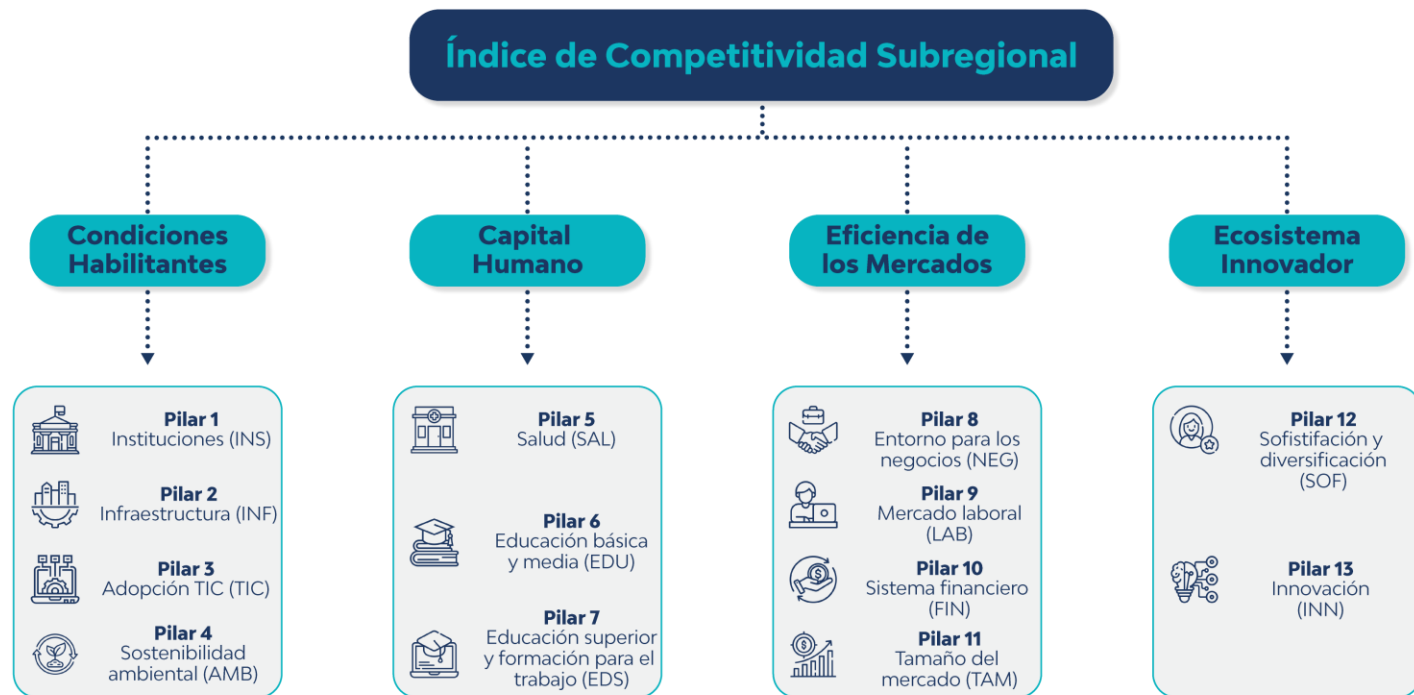 Índice de Competitividad Subregional
Condiciones
Habilitantes
Pilar 1
Instituciones (INS)
Pilar 2
Infraestructura (INF)
Pilar 3
Adopción TIC (TIC)
Pilar 4
Sostenibilidad
ambiental (AMB)
Capital
Humano
Pilar 5
Salud (SAL)
Pilar 6
Educación básica
y media (EDU)
Pilar 7
Educación superior
y formación para el
trabajo (EDS)
Eficiencia de
los Mercados
Pilar 8
Entorno para los
negocios (NEG)
Pilar 9
Mercado laboral
(LAB)
Pilar 10
Sistema financiero
(FIN)
Pilar 11
Tamaño del
mercado (TAM)
Ecosistema
Innovador
Pilar 12
Sofistifación y
diversificación
(SOF)
Pilar 13
Innovación
(INN)